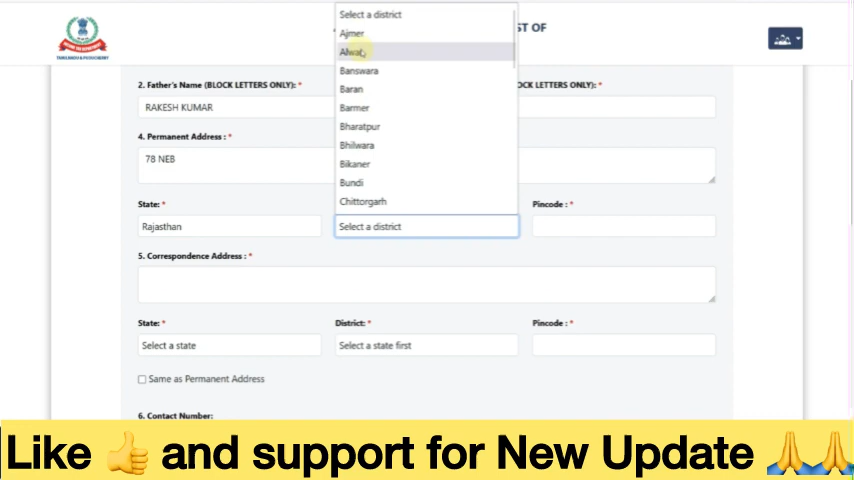 Select a district
Ajmer
ST OF
Alwar
TAMILNADU & PUDUCHERRY
Banswara
2. Father's Name (BLOCK LETTERS ONLY): *
OCK LETTERS ONLY): *
Baran
RAKESH KUMAR
Barmer
Bharatpur
4. Permanent Address : *
Bhilwara
78 NEB
Bikaner
Bundi
State: *
Chittorgarh
Pincode : *
Rajasthan
Select a district
5. Correspondence Address : *
State: *
District: *
Pincode : *
Select a state
Select a state first
Same as Permanent Address
6. Contact Number:
Like 👍 and support for New Update 🙏🙏